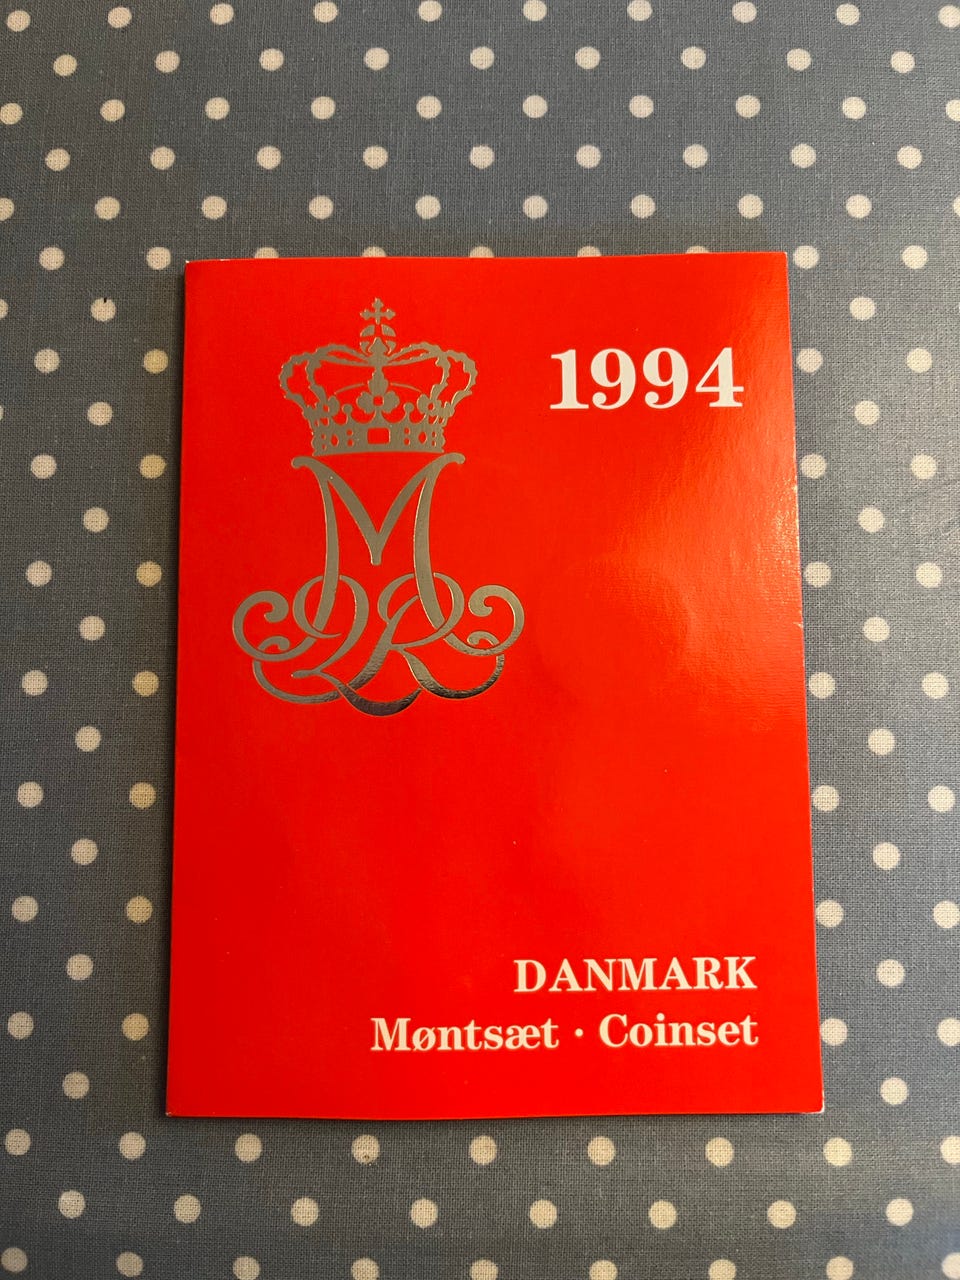 1994
DANMARK
Møntsæt · Coinset